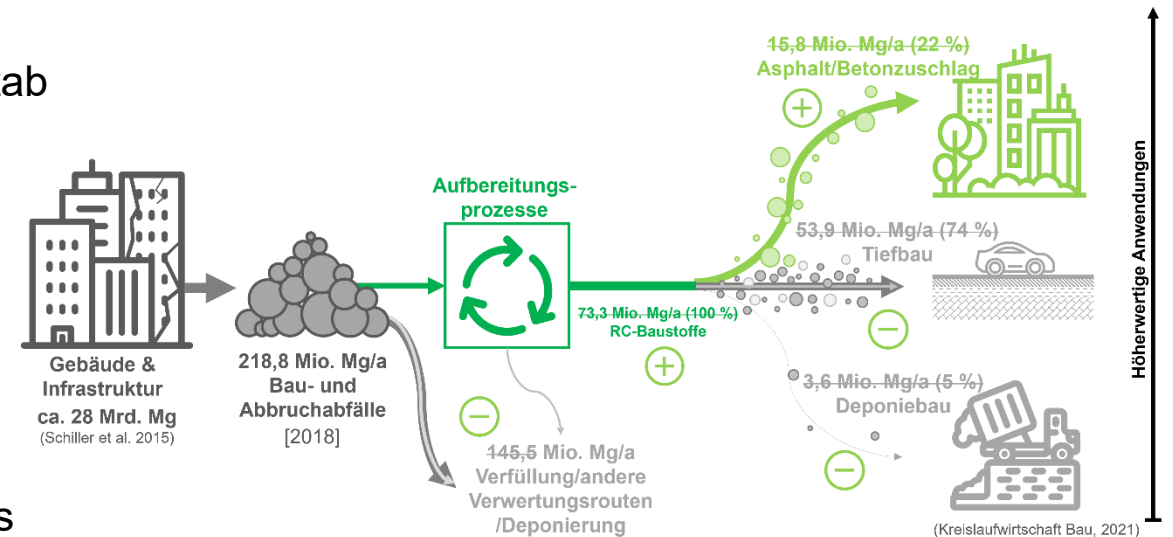 tab
Gebäude &
Infrastruktur
ca. 28 Mrd. Mg
(Schiller et al. 2015)
218,8 Mio. Mg/a
Bau- und
Abbruchabfälle
[2018]
Aufbereitungs-
prozesse
145,5 Mio. Mg/a
Verfüllung/andere
Verwertungsrouten
/Deponierung
73,3 Mio. Mg/a (100 %)
RC-Baustoffe
15,8 Mio. Mg/a (22 %)
Asphalt/Betonzuschlag
53,9 Mio. Mg/a (74 %)
Tiefbau
3,6 Mio. Mg/a (5 %)
Deponiebau
Höherwertige Anwendungen
(Kreislaufwirtschaft Bau, 2021)
s